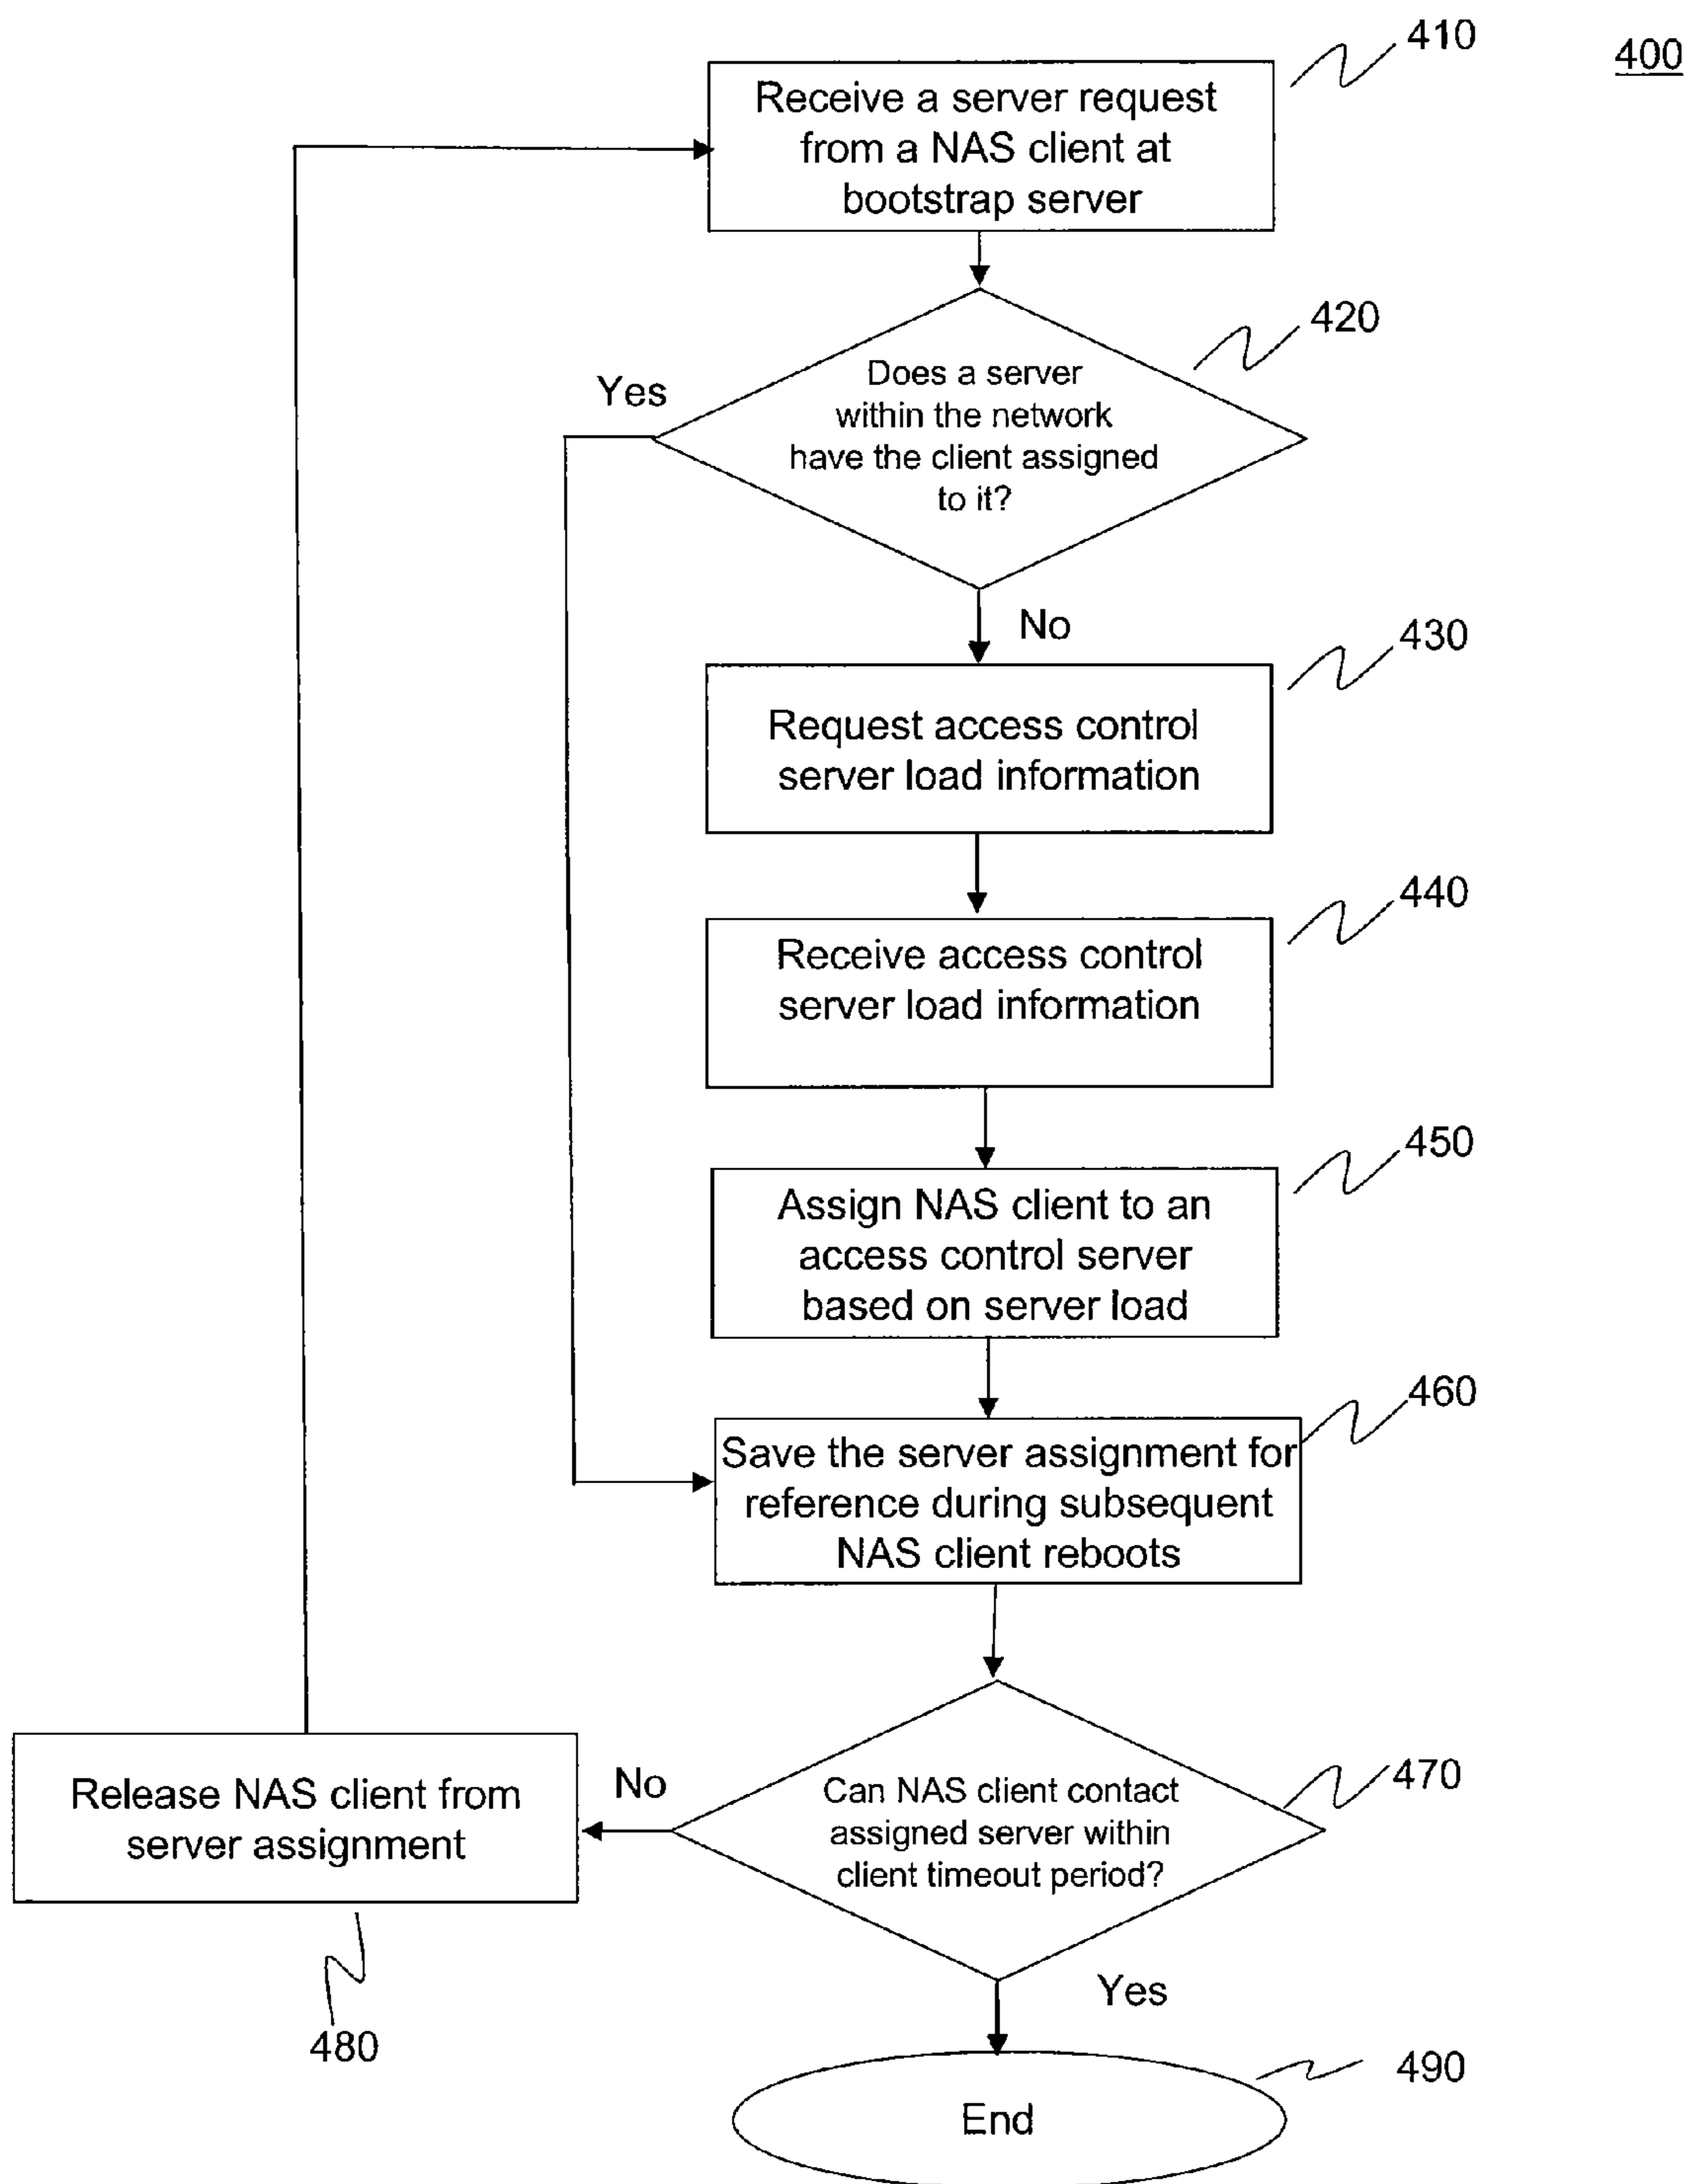 410
400
Receive a server request
from a NAS client at
bootstrap server
420
Does a server
within the network
have the client assigned
to it?
Yes
No
430
Request access control
server load information
440
Receive access control
server load information
450
Assign NAS client to an
access control server
based on server load
460
Save the server assignment for
reference during subsequent
NAS client reboots
470
Can NAS client contact
assigned server within
client timeout period?
No
Release NAS client from
server assignment
480
Yes
490
End